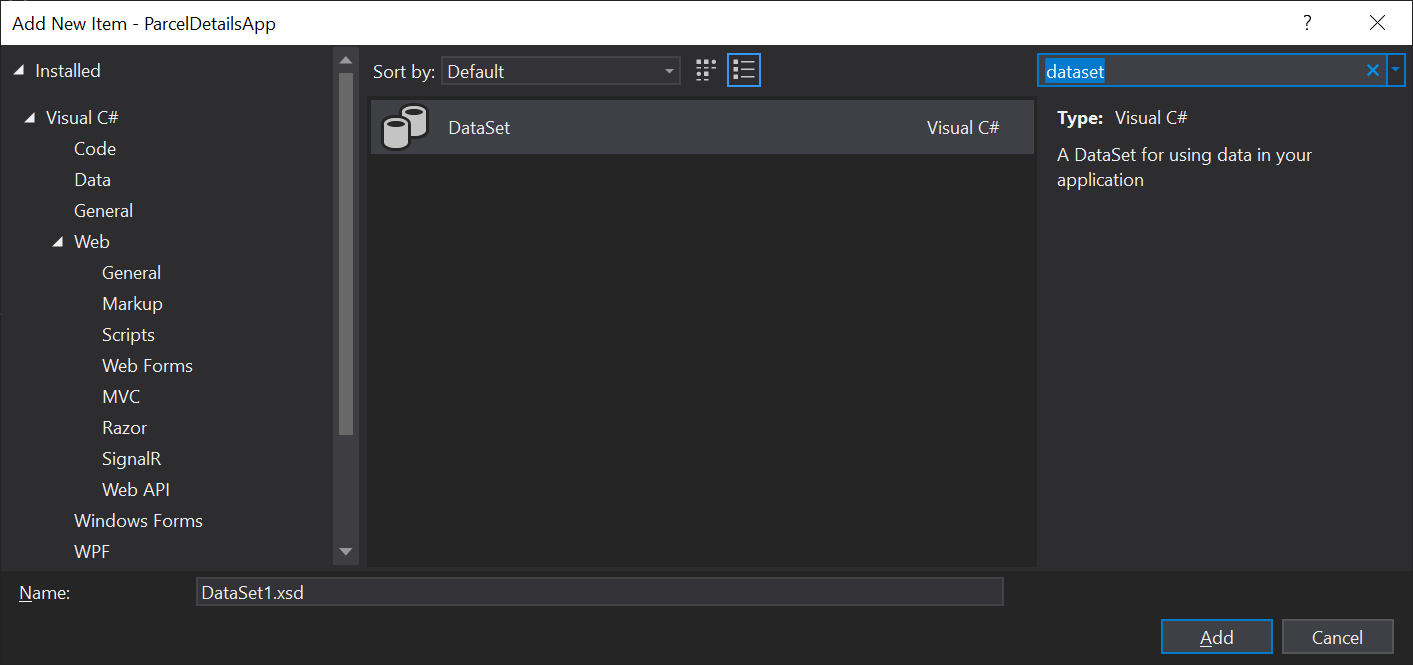 Add New Item - ParcelDetailsApp
?
Installed
Visual C#
Code
Data
General
Web
General
Markup
Scripts
Web Forms
MVC
Razor
SignalR
Web API
Windows Forms
WPF
Sort by: Default
DataSet Visual C#
dataset
Type: Visual C#
A DataSet for using data in your
application
Name: DataSet1.xsd
Add Cancel